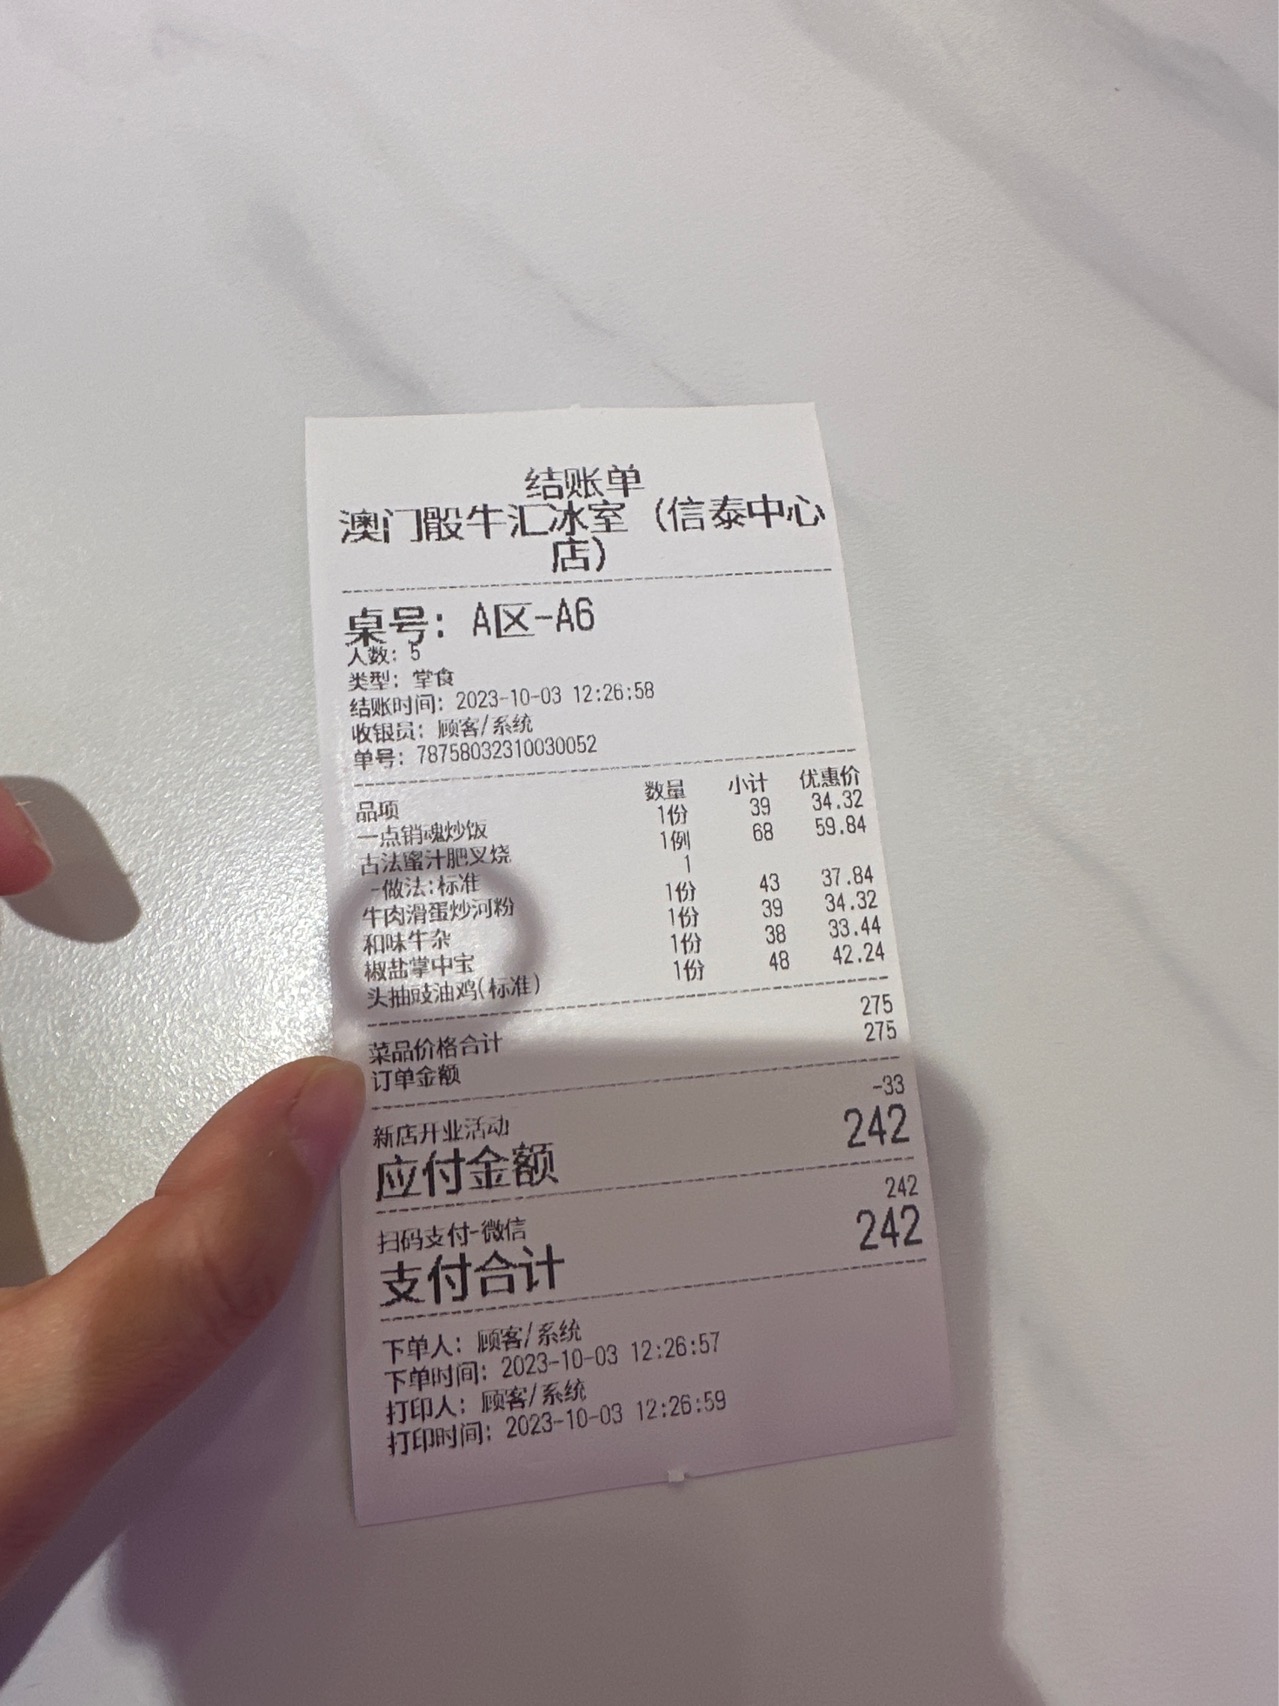 结账单
澳门骰牛汇冰室（信泰中心
店）
桌号：A区-A6
人数：5
类型：堂食
结账时间：2023-10-03 12:26:58
收银员：顾客/系统
单号：78758032310030052
品项 数量 小计 优惠价
一点销魂炒饭 1份 39 34.32
古法蜜汁肥叉烧 1例 68 59.84
-做法:标准 1
牛肉滑蛋炒河粉 1份 43 37.84
和味牛杂 1份 39 34.32
椒盐掌中宝 1份 38 33.44
头抽豉油鸡(标准) 1份 48 42.24
菜品价格合计 275
订单金额 275
新店开业活动 -33
应付金额 242
扫码支付-微信 242
支付合计 242
下单人：顾客/系统
下单时间：2023-10-03 12:26:57
打印人：顾客/系统
打印时间：2023-10-03 12:26:59